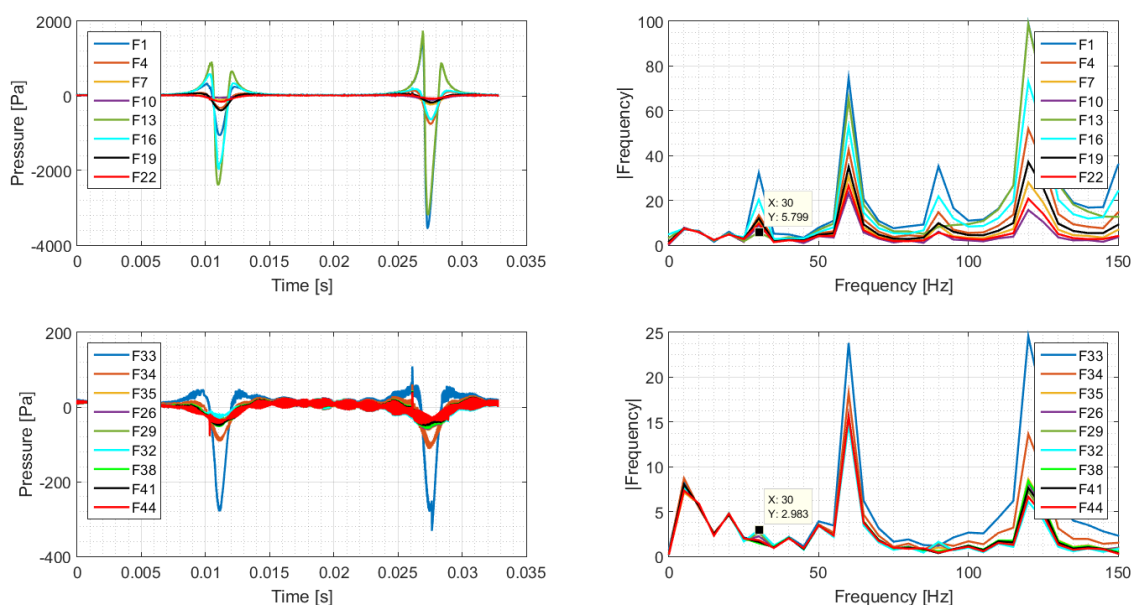 2000
0
-2000
-4000
Pressure [Pa]
F1
F4
F7
F10
F13
F16
F19
F22
0 0.005 0.01 0.015 0.02 0.025 0.03 0.035
Time [s]
100
80
60
40
20
0
|Frequency|
X: 30
Y: 5.799
F1
F4
F7
F10
F13
F16
F19
F22
0 50 100 150
Frequency [Hz]
200
0
-200
-400
Pressure [Pa]
F33
F34
F35
F26
F29
F32
F38
F41
F44
0 0.005 0.01 0.015 0.02 0.025 0.03 0.035
Time [s]
25
20
15
10
5
0
|Frequency|
X: 30
Y: 2.983
F33
F34
F35
F26
F29
F32
F38
F41
F44
0 50 100 150
Frequency [Hz]